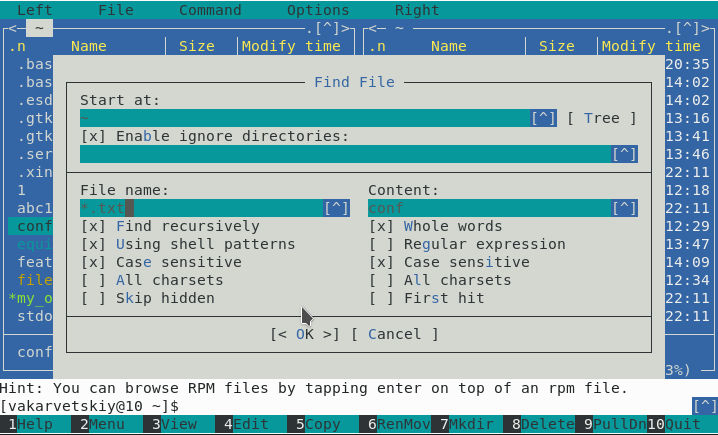 Left File Command Options Right
<─ ~ .[^]> <─ ~ .[^]>
.n Name Size Modify time .n Name Size Modify time
.bas 20:35
.bas 14:02
Find File
.esd 14:02
Start at:
.gtk ~ [^] [ Tree ] 13:16
.gtk [x] Enable ignore directories: 13:41
.ser [^] 13:46
.xin 22:11
1 File name: Content: 12:18
abc1 *.txt [^] conf [^] 22:11
conf [x] Find recursively [x] Whole words 12:29
equi [x] Using shell patterns [ ] Regular expression 13:47
feat [x] Case sensitive [x] Case sensitive 14:09
file [ ] All charsets [ ] All charsets 12:34
*my_o [ ] Skip hidden [ ] First hit 22:11
stdo 22:11
[< OK >] [ Cancel ]
conf
3%)
Hint: You can browse RPM files by tapping enter on top of an rpm file.
[vakarvetskiy@10 ~]$ [^]
1Help 2Menu 3View 4Edit 5Copy 6RenMov 7Mkdir 8Delete 9PullDn 10Quit